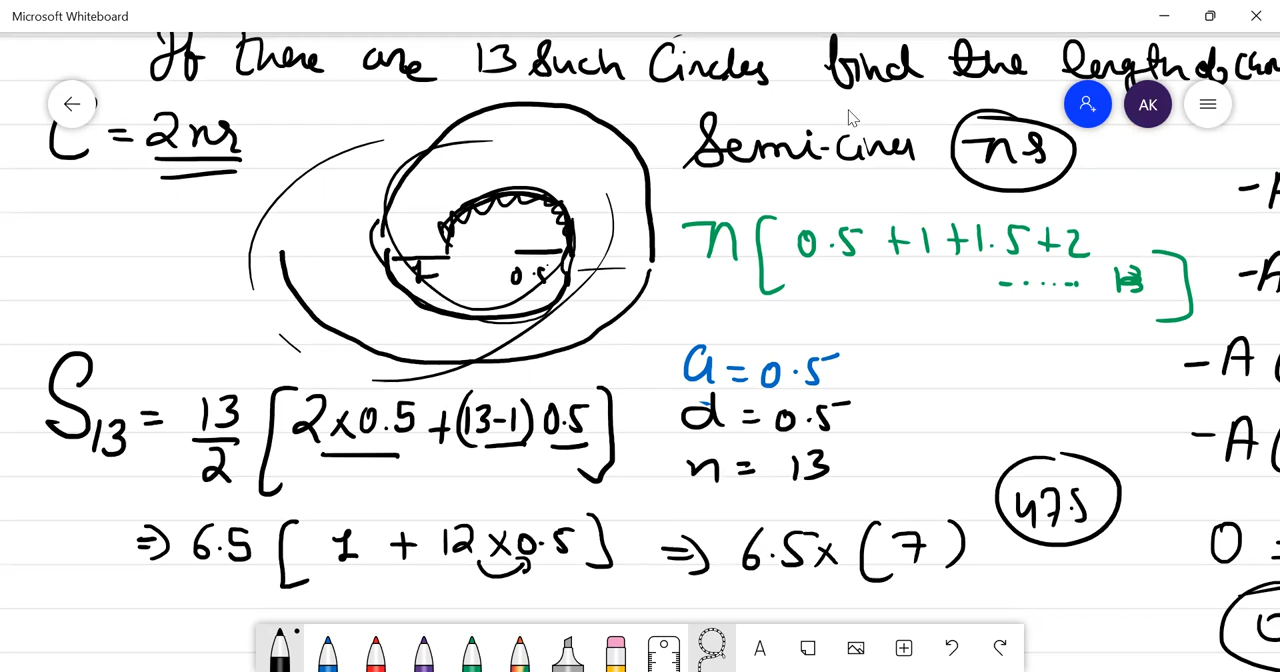 Microsoft Whiteboard
If there are 13 Such Circles find the length of
C = 2πr
Semi-circ πr
AK
-A
π[0.5 +1 +1.5+2
..... 13]
-A
0.5
a = 0.5
d = 0.5
n = 13
-A (
-A (
S13 = 13/2 [2×0.5 +(13-1) 0.5]
⇒ 6.5 [ 1 + 12 ×0.5 ] ⇒ 6.5× (7)
47.5
0 =
A